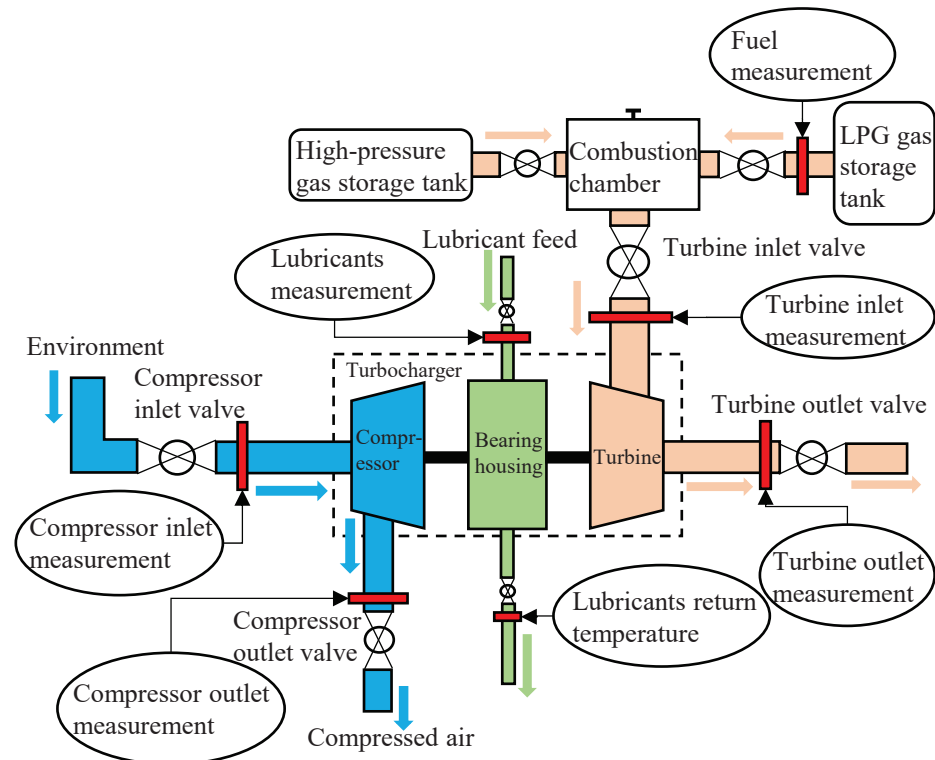 Fuel
measurement
High-pressure
gas storage tank
Combustion
chamber
LPG gas
storage
tank
Lubricant feed
Turbine inlet valve
Lubricants
measurement
Turbine inlet
measurement
Environment
Compressor
inlet valve
Turbocharger
Turbine outlet valve
Compr-
essor
Bearing
housing
Turbine
Compressor inlet
measurement
Turbine outlet
measurement
Lubricants return
temperature
Compressor
outlet valve
Compressor outlet
measurement
Compressed air